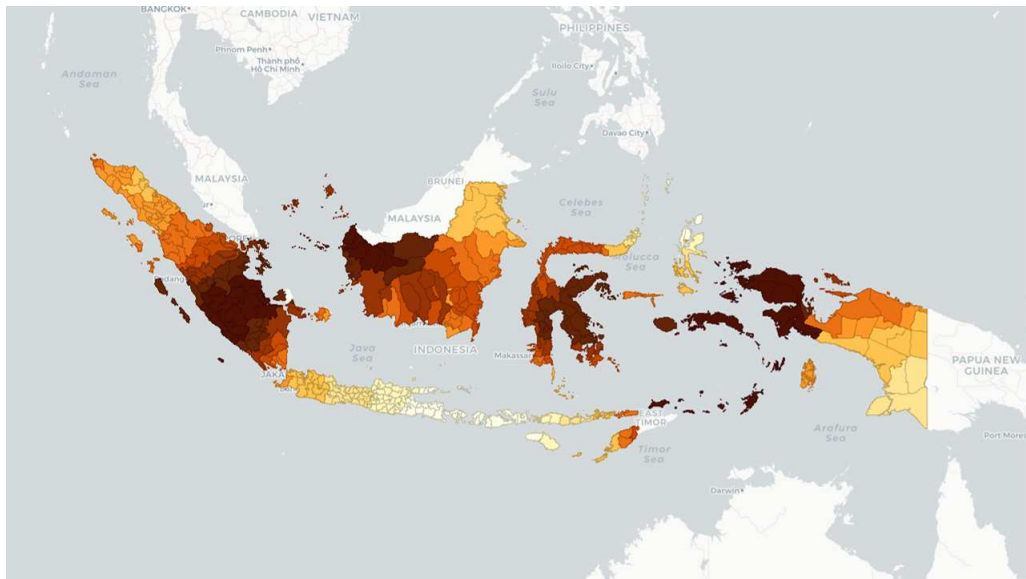 BANGKOK
CAMBODIA
VIETNAM
Phnom Penh
Thành phố
Hồ Chí Minh
PHILIPPINES
Iloilo City
Andaman
Sea
Sulu
Sea
Davao City
MALAYSIA
BRUNEI
MALAYSIA
Celebes
Sea
Molucca
Sea
Java
Sea
INDONESIA
Makassar
JAKA
EAST
TIMOR
Timor
Sea
Arafura
Sea
PAPUA NEW
GUINEA
Port Mores
Darwin